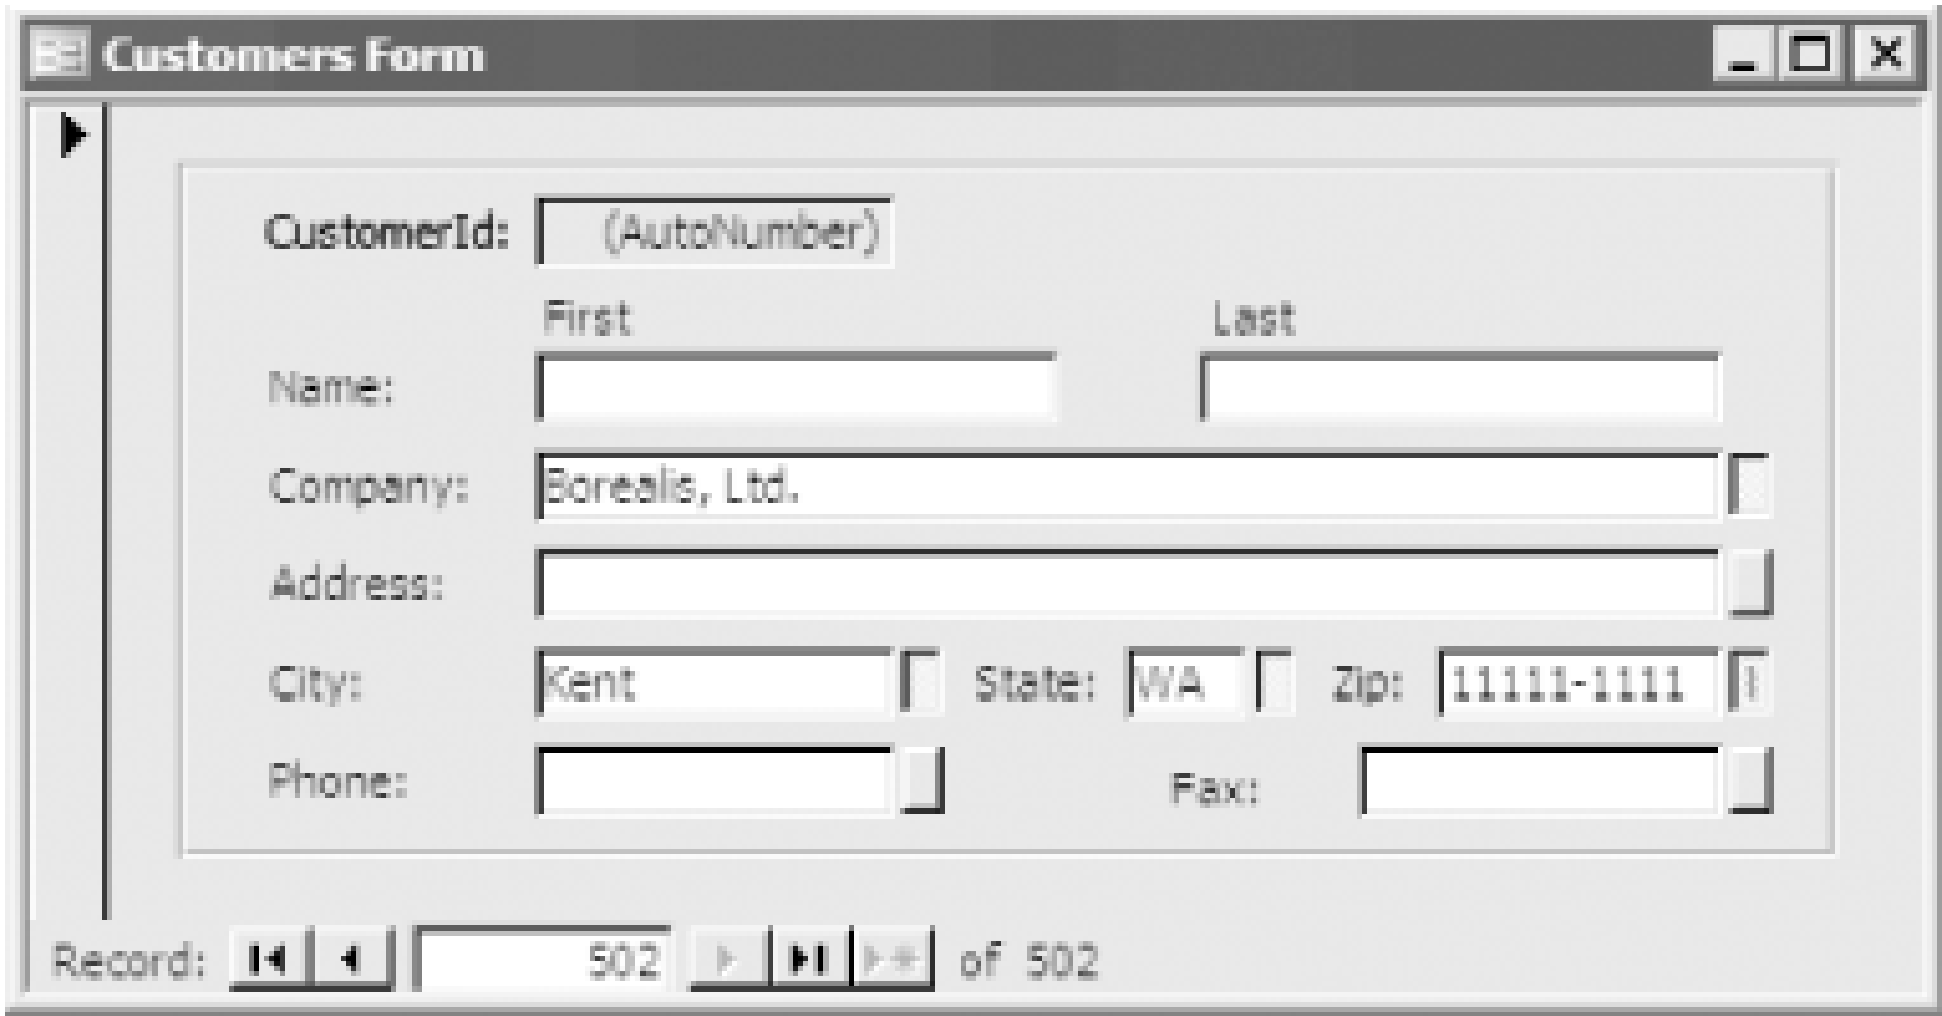 Customers Form
CustomerId: (AutoNumber)
First Last
Name:
Company: Borealis, Ltd.
Address:
City: Kent State: WA Zip: 11111-1111
Phone: Fax:
Record: 502 of 502